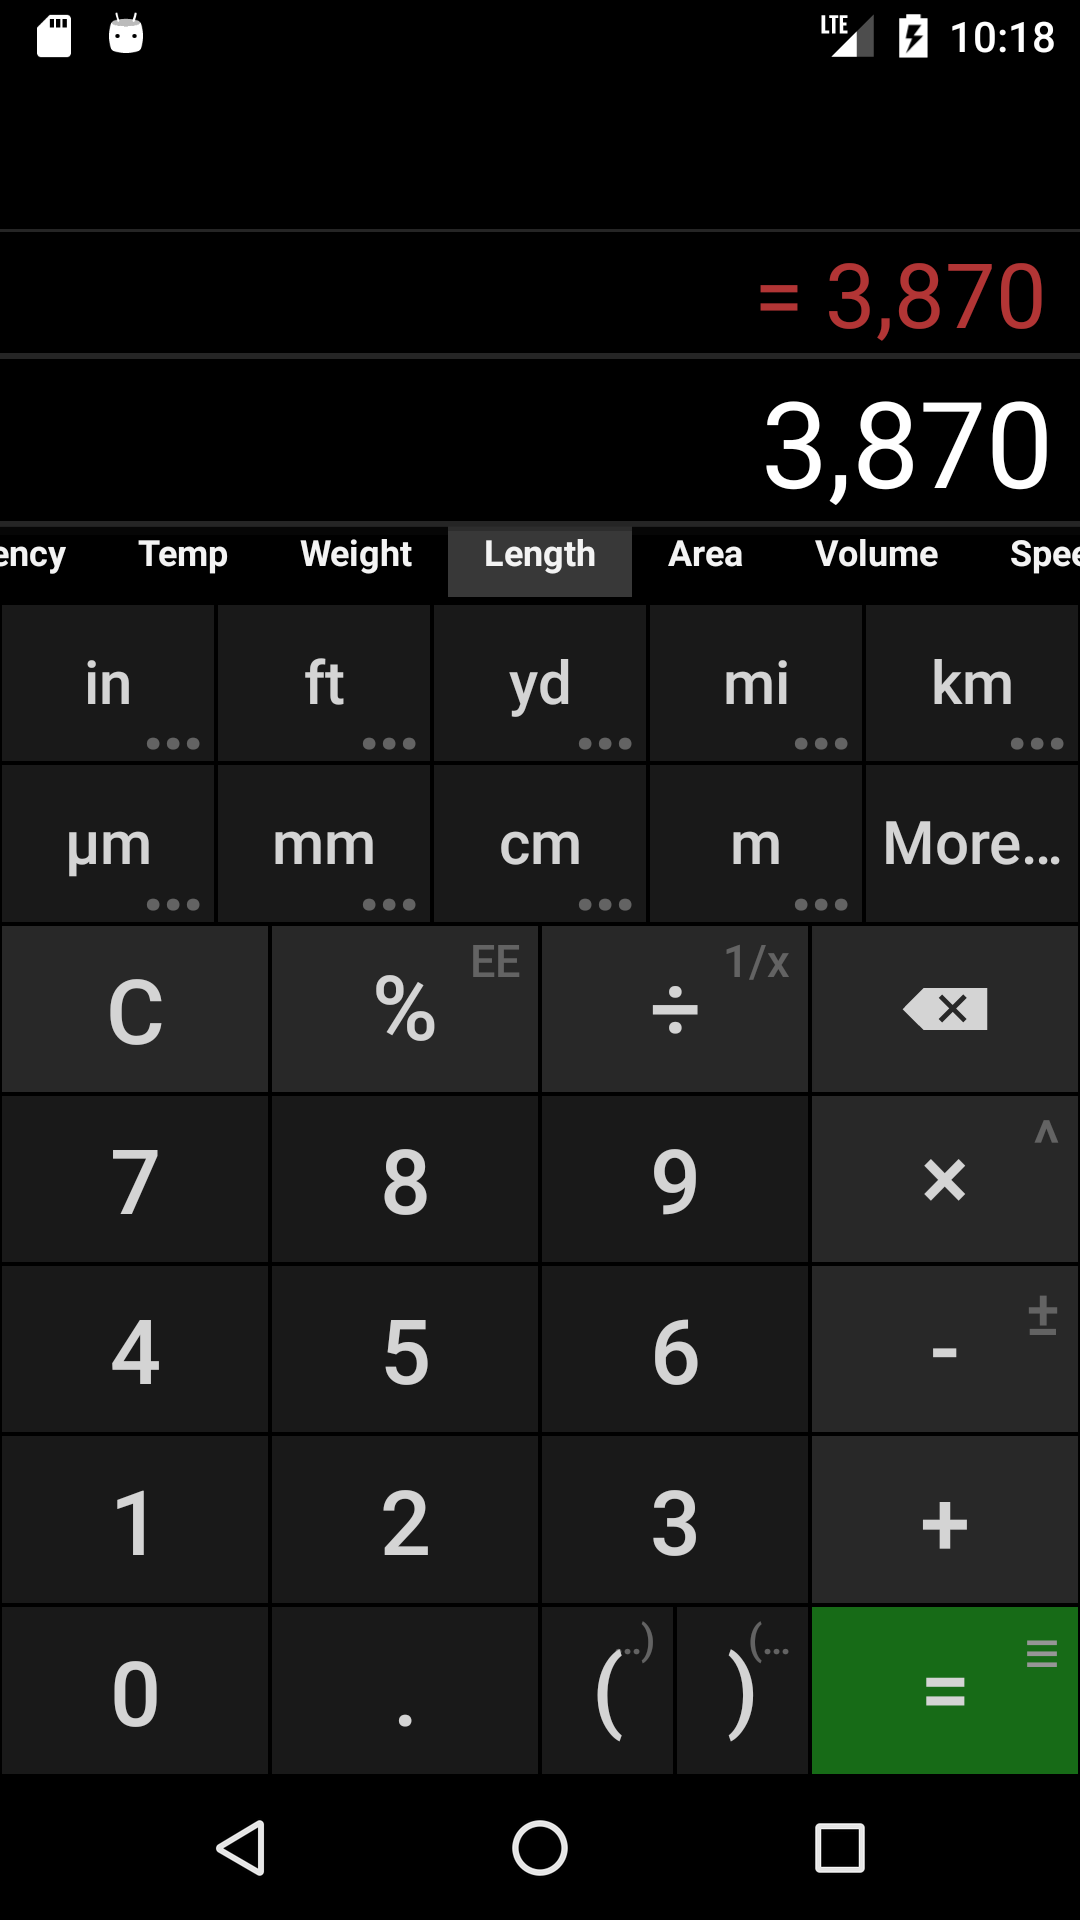 LTE 10:18
= 3,870
3,870
ency Temp Weight Length Area Volume Spee
in ft yd mi km
... ... ... ... ...
µm mm cm m More...
... ... ... ...
C % EE ÷ 1/x
7 8 9 × ^
4 5 6 - ±
1 2 3 + 
0 . ( ..) ) (... = ≡